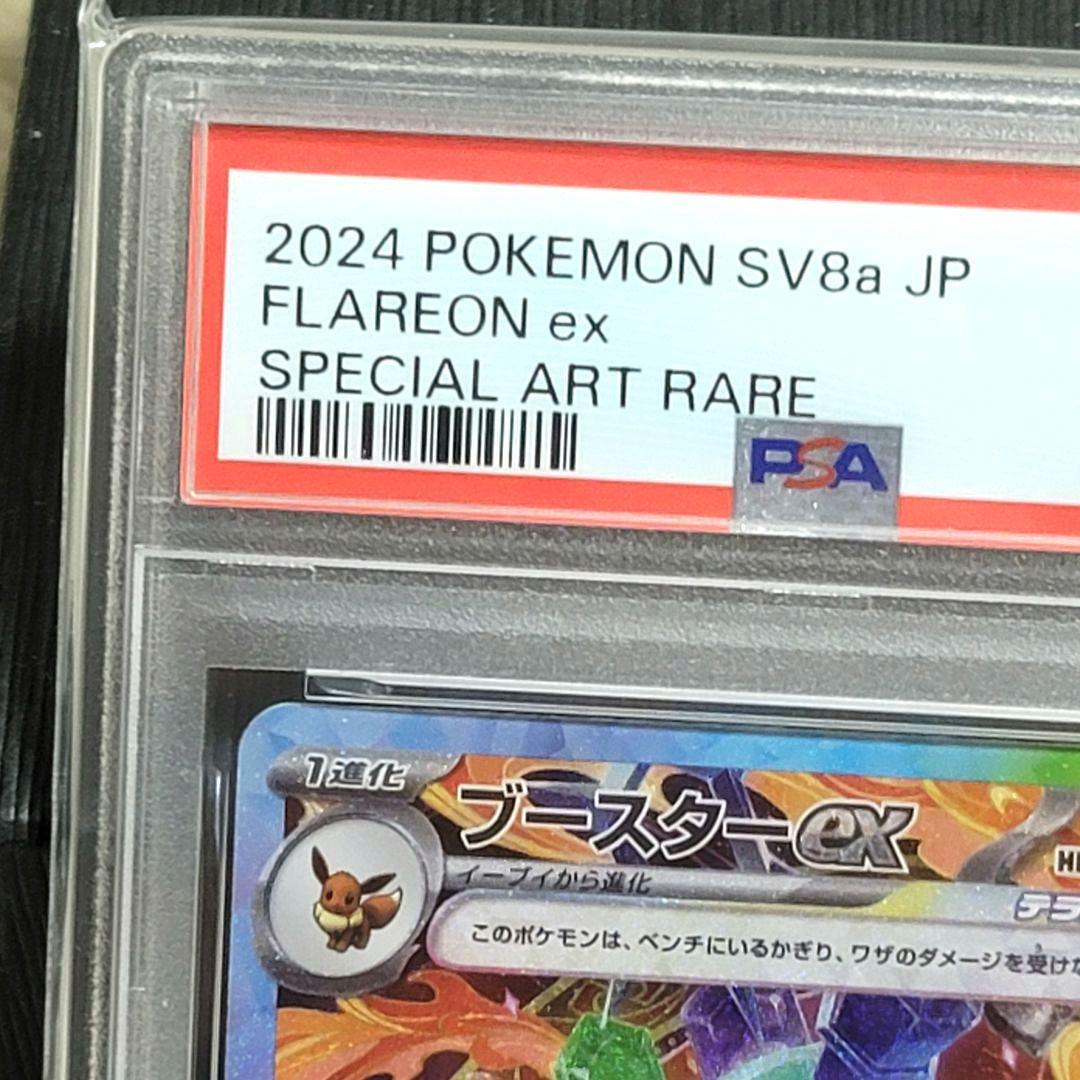 2024 POKEMON SV8a JP
FLAREON ex
SPECIAL ART RARE
PSA
1進化
ブースターex
イーブイから進化
テラ
このポケモンは、ベンチにいるかぎり、ワザのダメージを受け